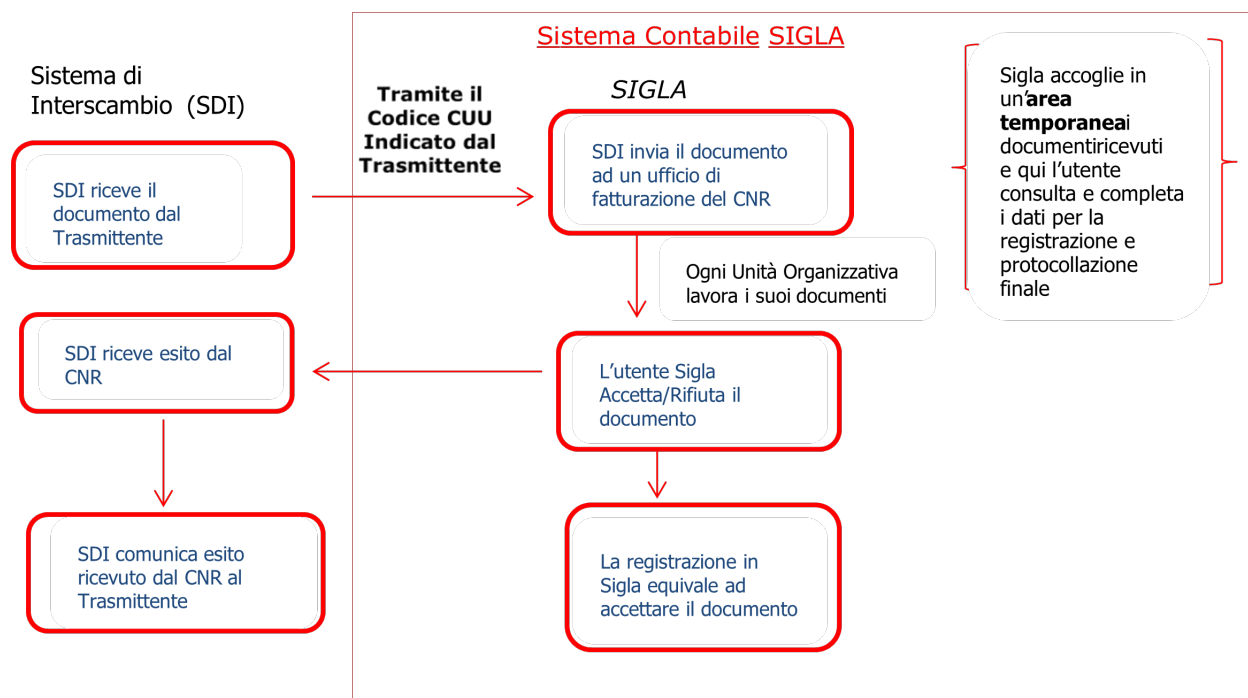 Sistema Contabile SIGLA
Sistema di
Interscambio (SDI)
Tramite il
Codice CUU
Indicato dal
Trasmittente
SIGLA
SDI riceve il
documento dal
Trasmittente
SDI invia il documento
ad un ufficio di
fatturazione del CNR
Sigla accoglie in
un'area
temporaneai
documentiricevuti
e qui l'utente
consulta e completa
i dati per la
registrazione e
protocollazione
finale
Ogni Unità Organizzativa
lavora i suoi documenti
SDI riceve esito dal
CNR
L'utente Sigla
Accetta/Rifiuta il
documento
SDI comunica esito
ricevuto dal CNR al
Trasmittente
La registrazione in
Sigla equivale ad
accettare il documento